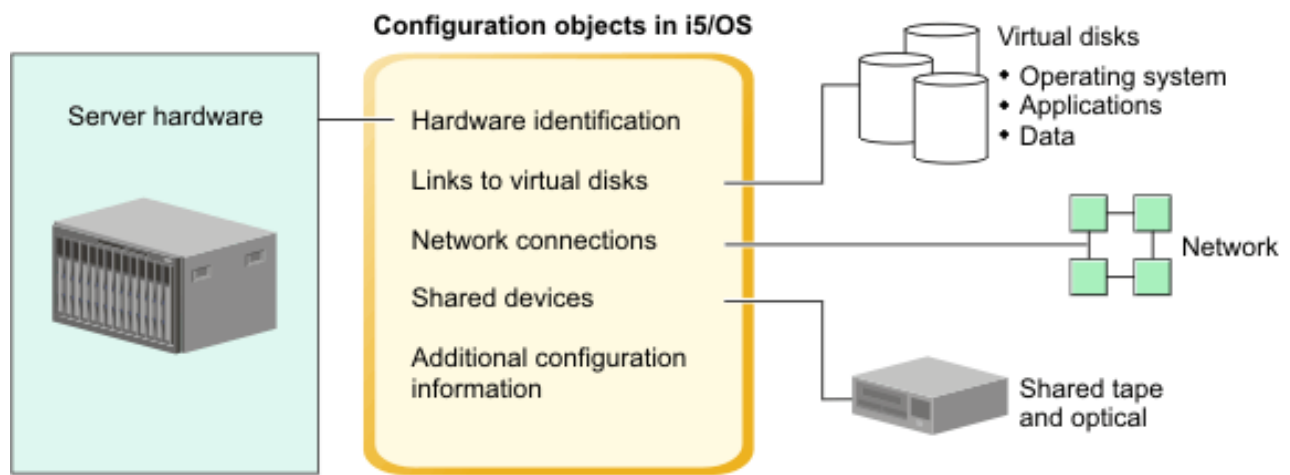 Configuration objects in i5/OS
Server hardware
Hardware identification
Links to virtual disks
Network connections
Shared devices
Additional configuration
information
Virtual disks
• Operating system
• Applications
• Data
Network
Shared tape
and optical